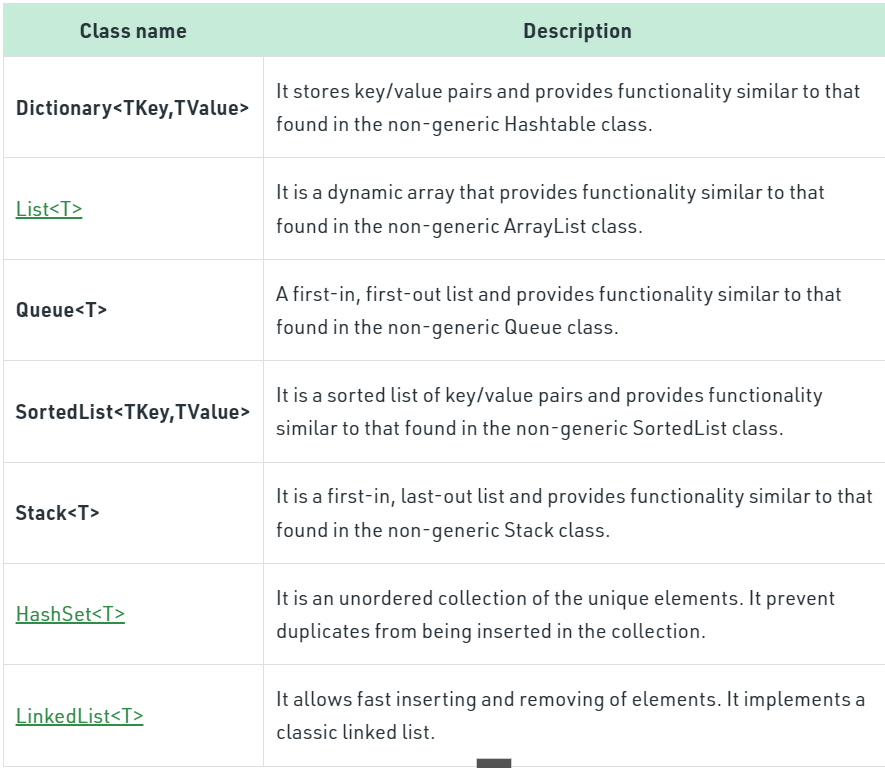 Class name Description
Dictionary<TKey,TValue>
It stores key/value pairs and provides functionality similar to that
found in the non-generic Hashtable class.
List<T>
It is a dynamic array that provides functionality similar to that
found in the non-generic ArrayList class.
Queue<T>
A first-in, first-out list and provides functionality similar to that
found in the non-generic Queue class.
SortedList<TKey,TValue>
It is a sorted list of key/value pairs and provides functionality
similar to that found in the non-generic SortedList class.
Stack<T>
It is a first-in, last-out list and provides functionality similar to that
found in the non-generic Stack class.
HashSet<T>
It is an unordered collection of the unique elements. It prevent
duplicates from being inserted in the collection.
LinkedList<T>
It allows fast inserting and removing of elements. It implements a
classic linked list.